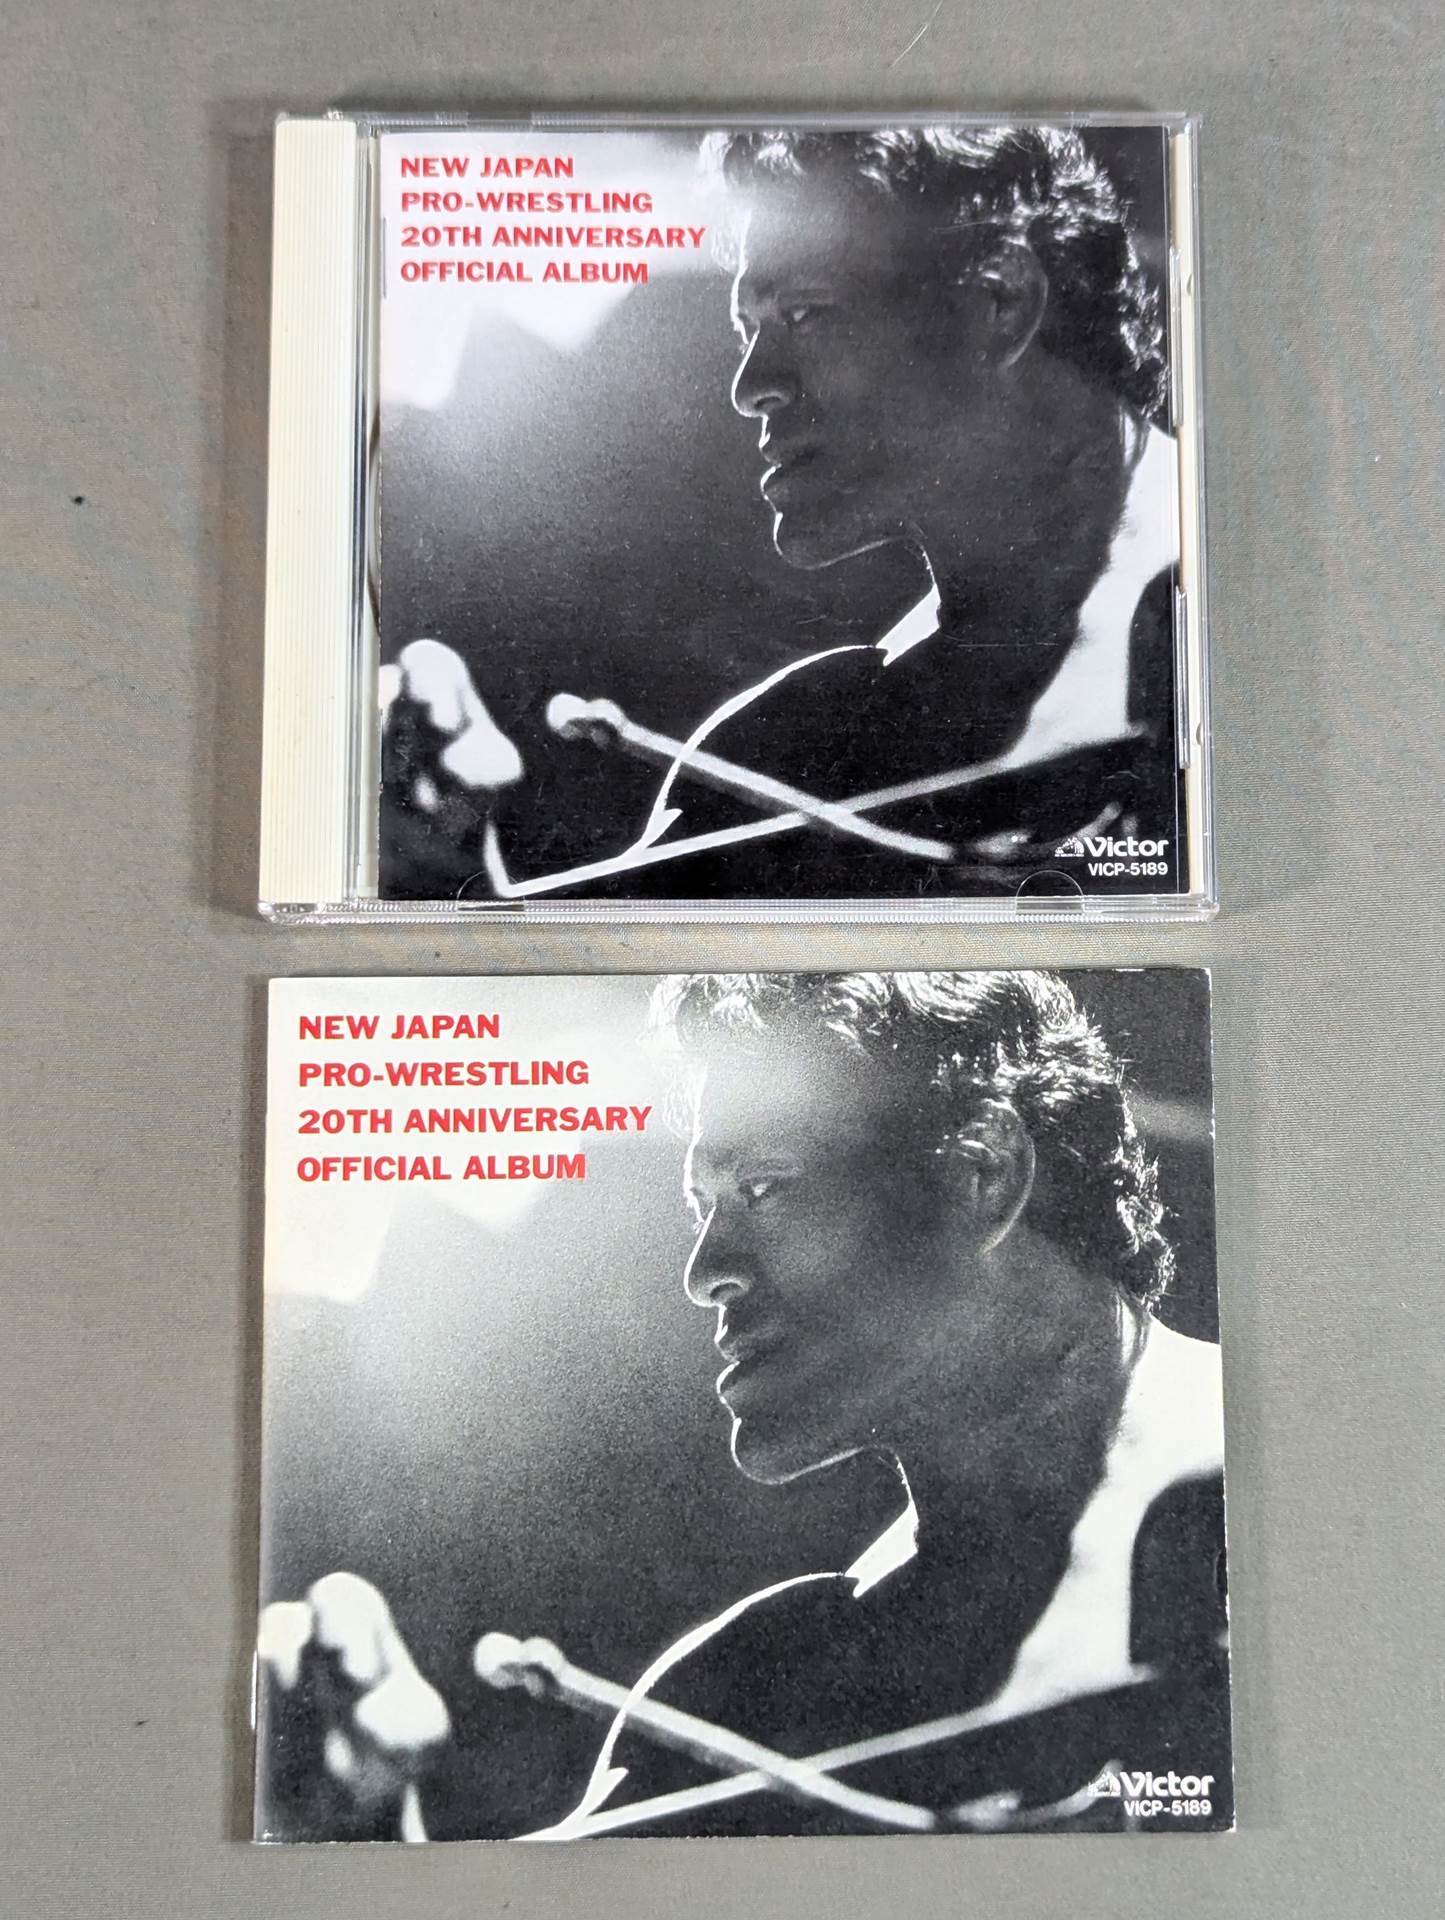 NEW JAPAN
PRO-WRESTLING
20TH ANNIVERSARY
OFFICIAL ALBUM
Victor
VICP-5189
NEW JAPAN
PRO-WRESTLING
20TH ANNIVERSARY
OFFICIAL ALBUM
Victor
VICP-5189